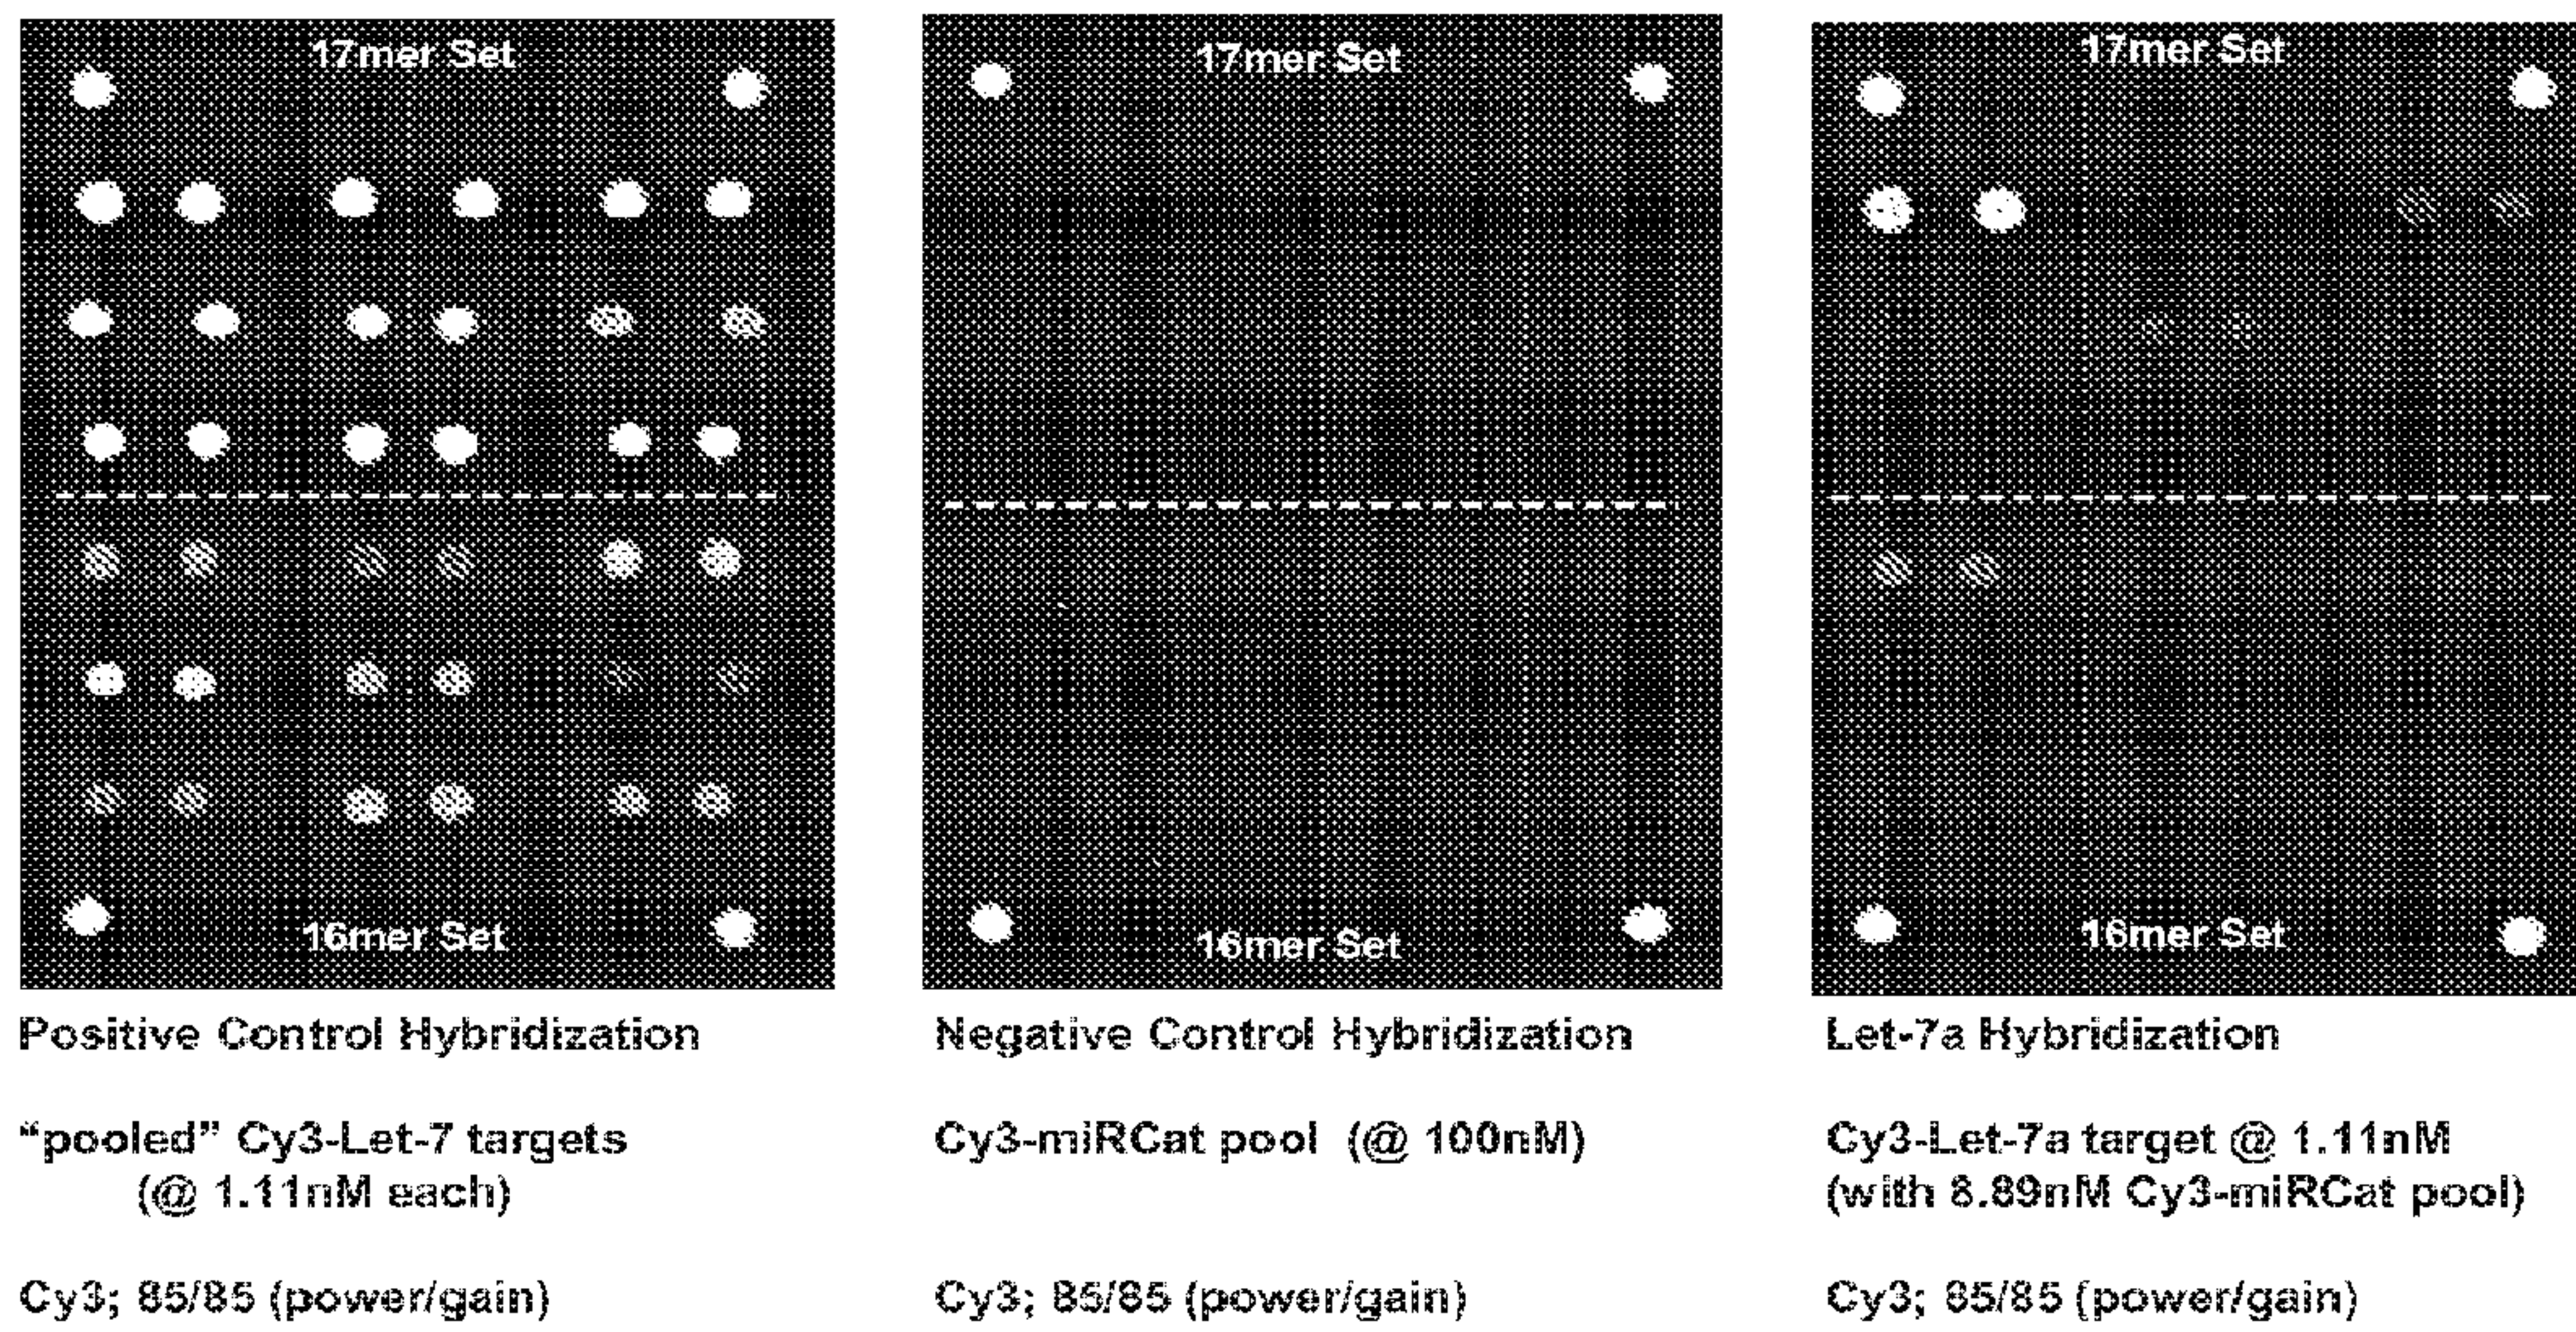 17mer Set
16mer Set
Positive Control Hybridization
"pooled" Cy3-Let-7 targets
(@ 1.11nM each)
Cy3; 85/85 (power/gain)
17mer Set
16mer Set
Negative Control Hybridization
Cy3-miRCat pool (@ 100nM)
Cy3; 85/85 (power/gain)
17mer Set
16mer Set
Let-7a Hybridization
Cy3-Let-7a target @ 1.11nM
(with 8.89nM Cy3-miRCat pool)
Cy3; 85/85 (power/gain)